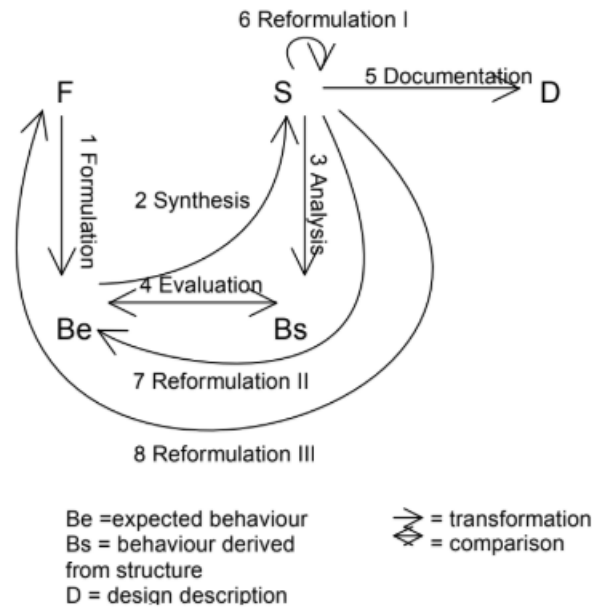 6 Reformulation I
5 Documentation
F
S
D
1 Formulation
3 Analysis
2 Synthesis
4 Evaluation
Be
Bs
7 Reformulation II
8 Reformulation III
Be =expected behaviour
Bs = behaviour derived
from structure
D = design description
= transformation
= comparison